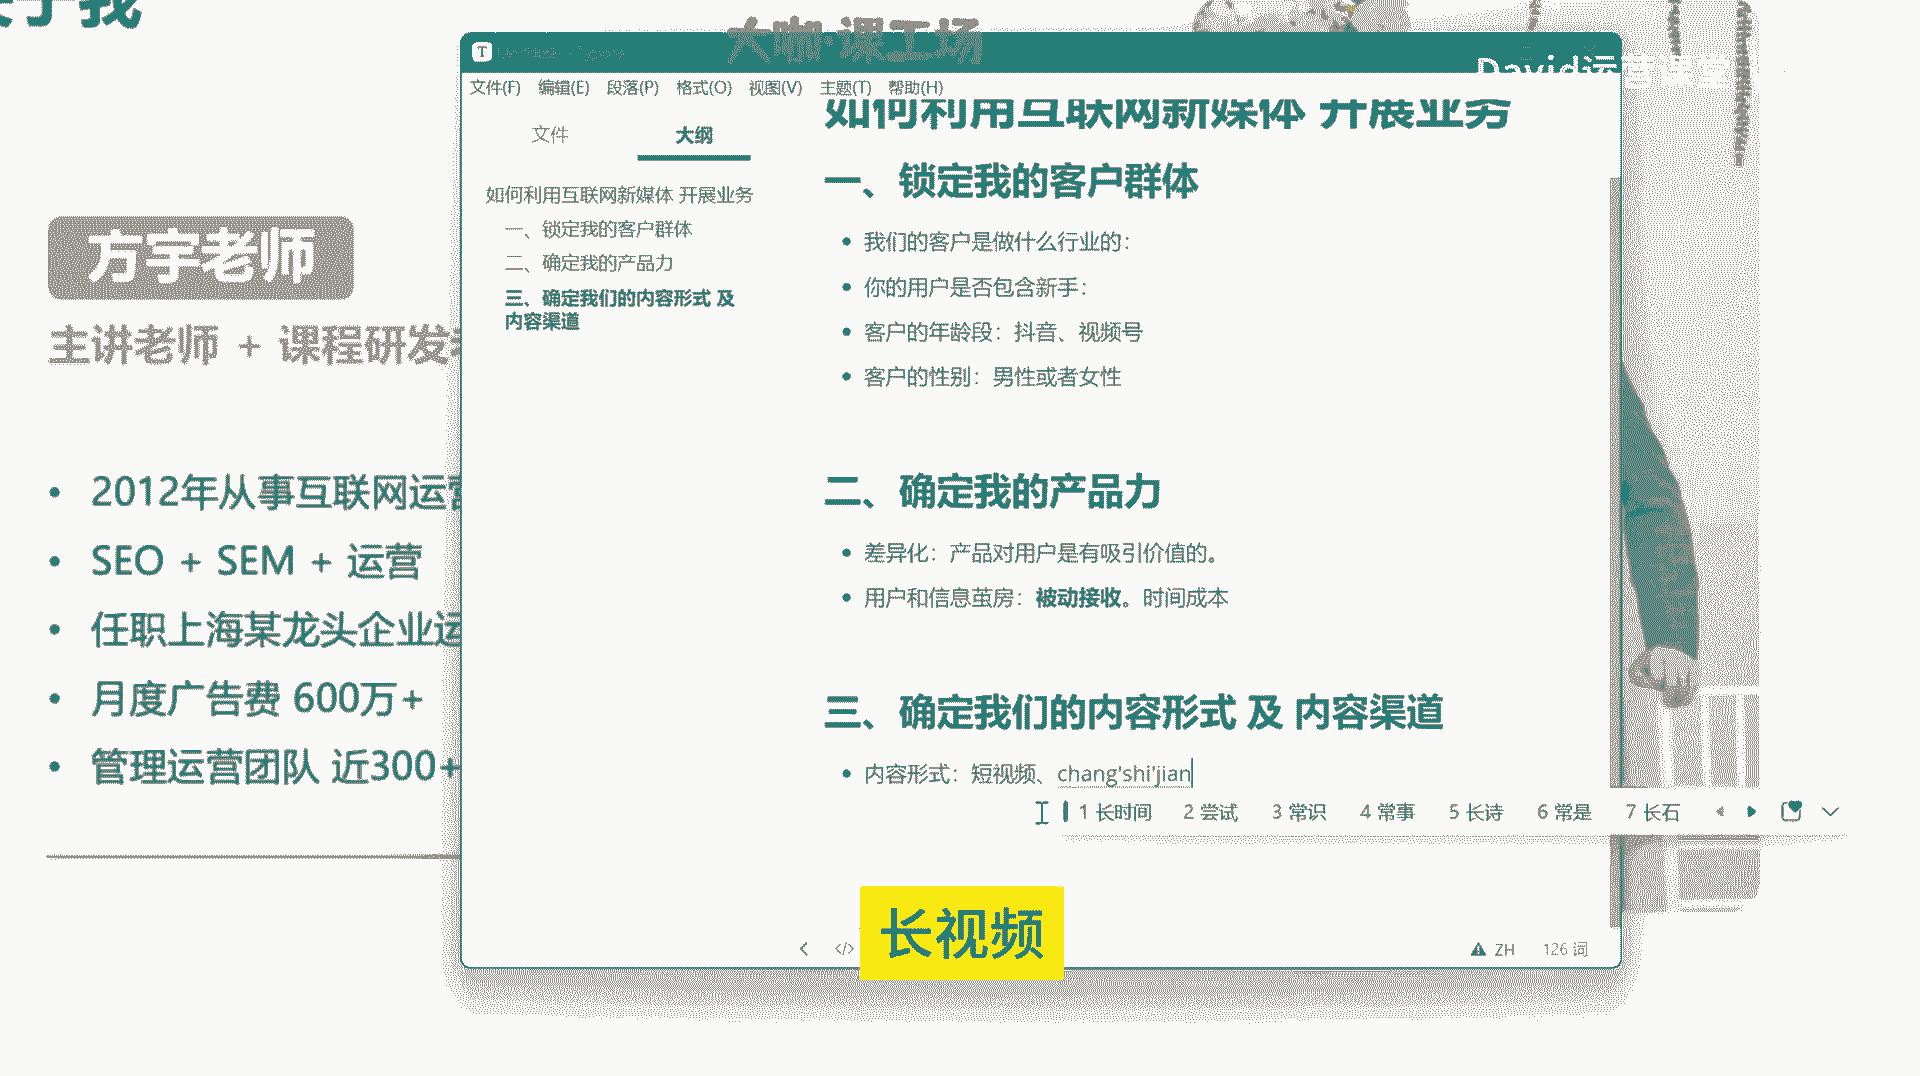 大咖·课工场
文件(F) 编辑(E) 段落(P) 格式(O) 视图(V) 主题(T) 帮助(H)
文件 大纲
如何利用互联网新媒体 开展业务
一、锁定我的客户群体
二、确定我的产品力
三、确定我们的内容形式 及
内容渠道
如何利用互联网新媒体 开展业务
一、锁定我的客户群体
• 我们的客户是做什么行业的：
• 你的用户是否包含新手：
• 客户的年龄段：抖音、视频号
• 客户的性别：男性或者女性
二、确定我的产品力
• 差异化：产品对用户是有吸引价值的。
• 用户和信息茧房：被动接收。时间成本
三、确定我们的内容形式 及 内容渠道
• 内容形式：短视频、chang'shi'jian
1 长时间 2 尝试 3 常识 4 常事 5 长诗 6 常是 7 长石
长视频
ZH 126 词
方宇老师
主讲老师 + 课程研发
• 2012年从事互联网运营
• SEO + SEM + 运营
• 任职上海某龙头企业运
• 月度广告费 600万+
• 管理运营团队 近300+